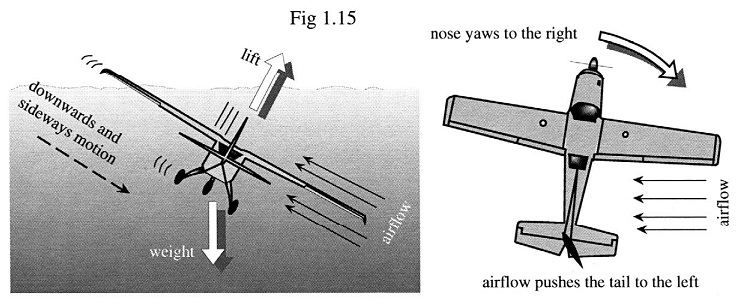 Fig 1.15
lift
downwards and
sideways motion
airflow
weight
nose yaws to the right
airflow
airflow pushes the tail to the left